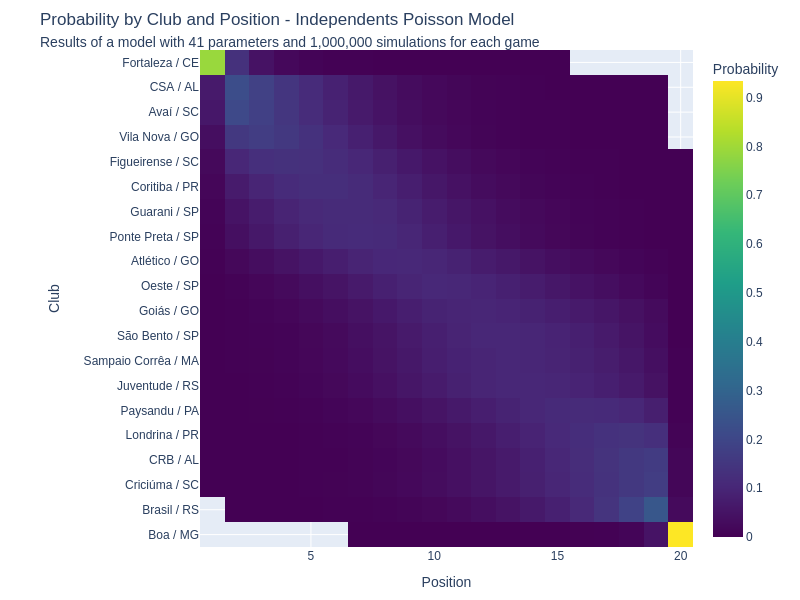 Probability by Club and Position - Independents Poisson Model
Results of a model with 41 parameters and 1,000,000 simulations for each game
Probability
Club
Fortaleza / CE
CSA / AL
Avaí / SC
Vila Nova / GO
Figueirense / SC
Coritiba / PR
Guarani / SP
Ponte Preta / SP
Atlético / GO
Oeste / SP
Goiás / GO
São Bento / SP
Sampaio Corrêa / MA
Juventude / RS
Paysandu / PA
Londrina / PR
CRB / AL
Criciúma / SC
Brasil / RS
Boa / MG
0.9
0.8
0.7
0.6
0.5
0.4
0.3
0.2
0.1
0
5 10 15 20
Position